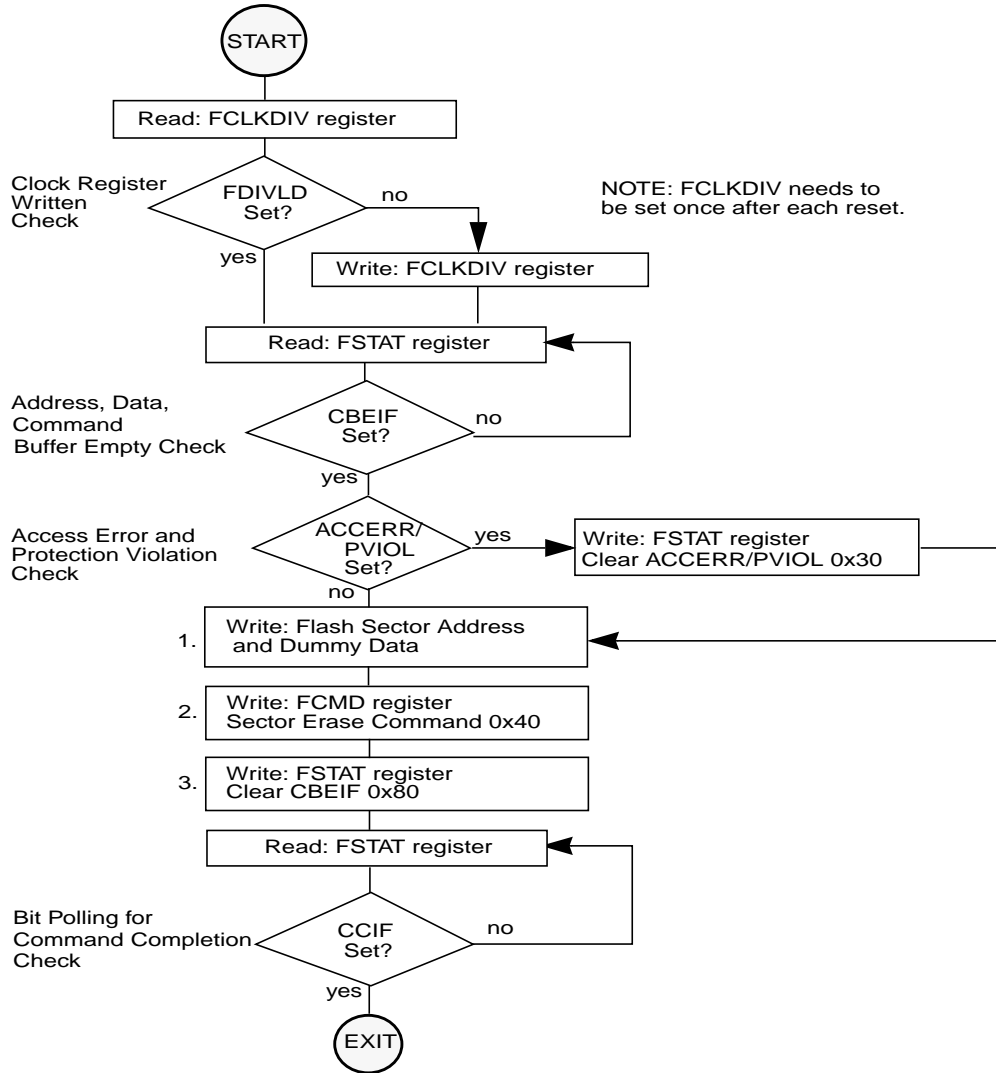 START
Read: FCLKDIV register
Clock Register
Written
Check
FDIVLD
Set?
no
yes
NOTE: FCLKDIV needs to
be set once after each reset.
Write: FCLKDIV register
Read: FSTAT register
Address, Data,
Command
Buffer Empty Check
CBEIF
Set?
no
yes
Access Error and
Protection Violation
Check
ACCERR/
PVIOL
Set?
yes
no
Write: FSTAT register
Clear ACCERR/PVIOL 0x30
1.
Write: Flash Sector Address
and Dummy Data
2.
Write: FCMD register
Sector Erase Command 0x40
3.
Write: FSTAT register
Clear CBEIF 0x80
Read: FSTAT register
Bit Polling for
Command Completion
Check
CCIF
Set?
no
yes
EXIT